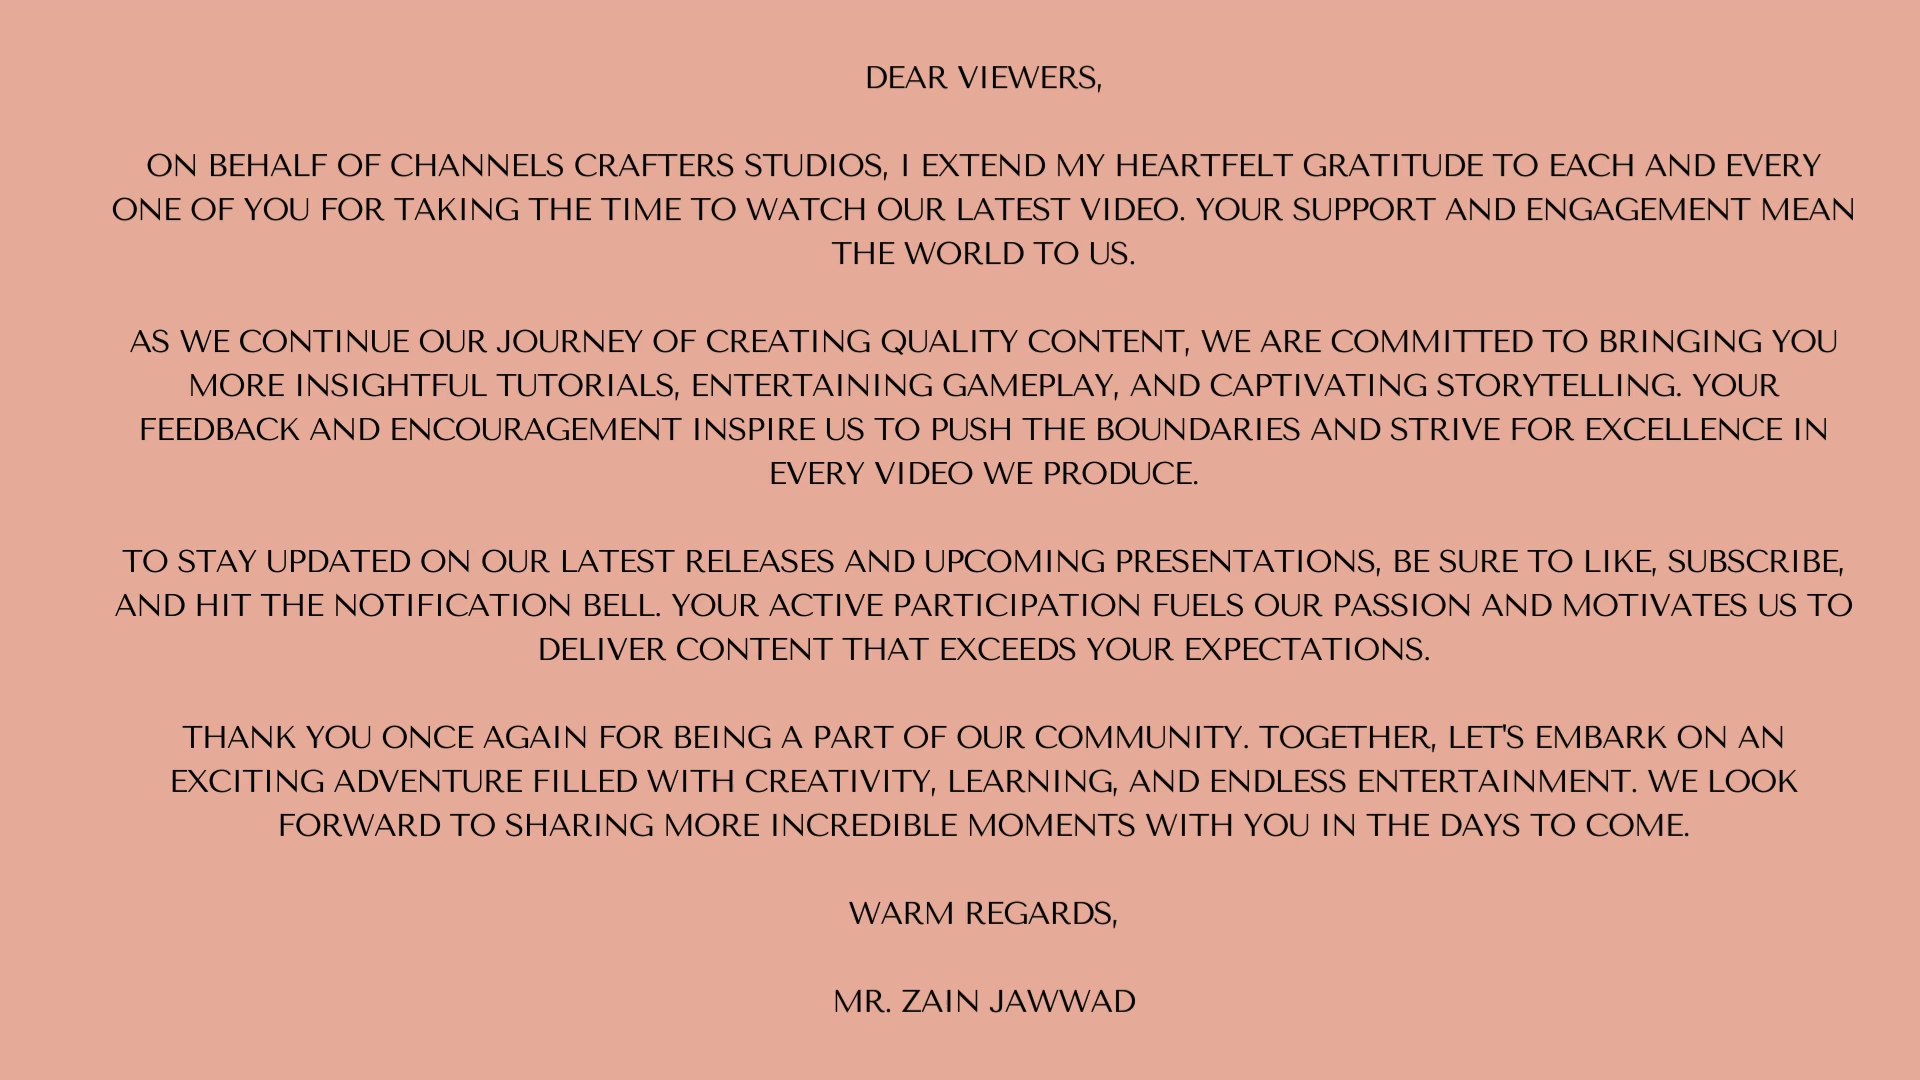 DEAR VIEWERS,
ON BEHALF OF CHANNELS CRAFTERS STUDIOS, I EXTEND MY HEARTFELT GRATITUDE TO EACH AND EVERY
ONE OF YOU FOR TAKING THE TIME TO WATCH OUR LATEST VIDEO. YOUR SUPPORT AND ENGAGEMENT MEAN
THE WORLD TO US.
AS WE CONTINUE OUR JOURNEY OF CREATING QUALITY CONTENT, WE ARE COMMITTED TO BRINGING YOU
MORE INSIGHTFUL TUTORIALS, ENTERTAINING GAMEPLAY, AND CAPTIVATING STORYTELLING. YOUR
FEEDBACK AND ENCOURAGEMENT INSPIRE US TO PUSH THE BOUNDARIES AND STRIVE FOR EXCELLENCE IN
EVERY VIDEO WE PRODUCE.
TO STAY UPDATED ON OUR LATEST RELEASES AND UPCOMING PRESENTATIONS, BE SURE TO LIKE, SUBSCRIBE,
AND HIT THE NOTIFICATION BELL. YOUR ACTIVE PARTICIPATION FUELS OUR PASSION AND MOTIVATES US TO
DELIVER CONTENT THAT EXCEEDS YOUR EXPECTATIONS.
THANK YOU ONCE AGAIN FOR BEING A PART OF OUR COMMUNITY. TOGETHER, LET'S EMBARK ON AN
EXCITING ADVENTURE FILLED WITH CREATIVITY, LEARNING, AND ENDLESS ENTERTAINMENT. WE LOOK
FORWARD TO SHARING MORE INCREDIBLE MOMENTS WITH YOU IN THE DAYS TO COME.
WARM REGARDS,
MR. ZAIN JAWWAD